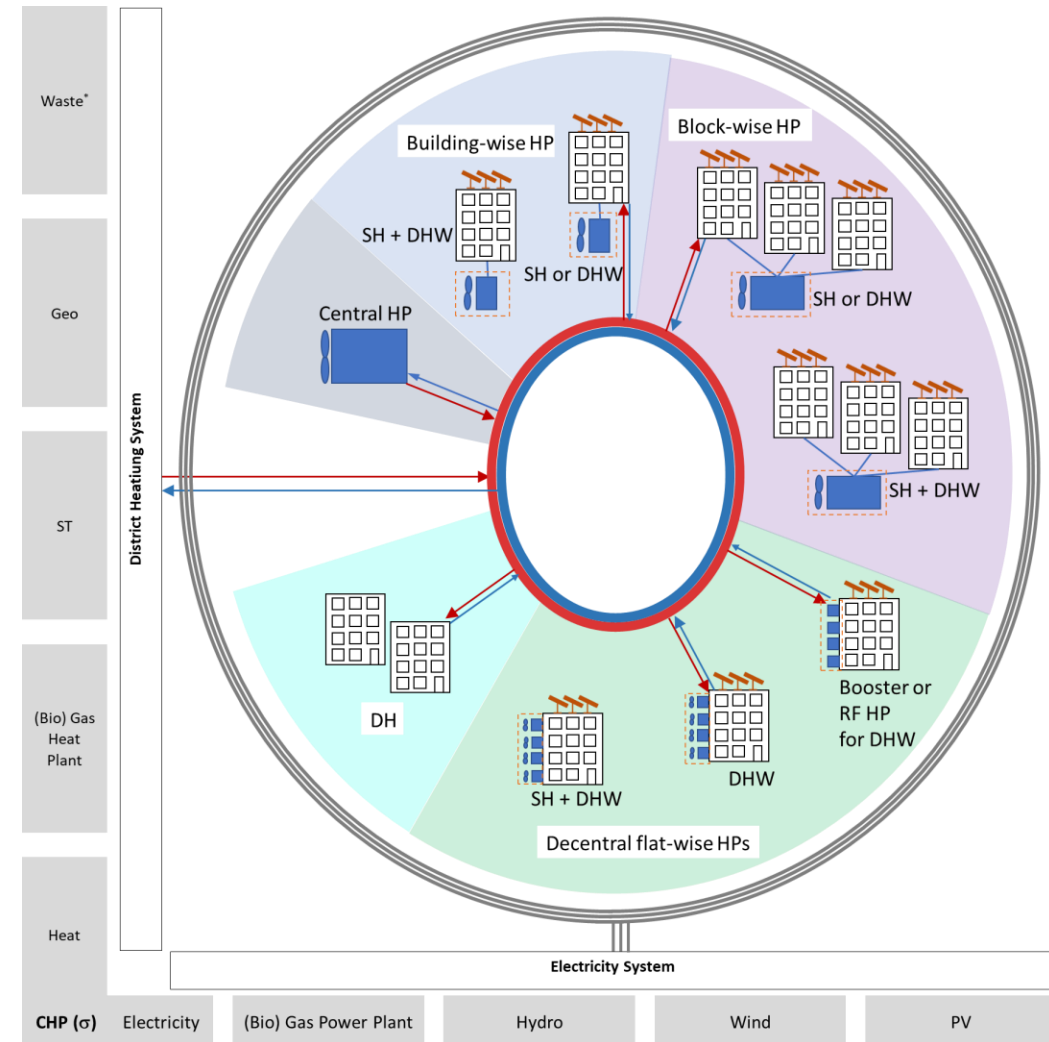 Waste*
Geo
ST
(Bio) Gas
Heat
Plant
Heat
District Heatiung System
Building-wise HP
Block-wise HP
SH + DHW
SH or DHW
SH or DHW
Central HP
SH + DHW
DH
Booster or
RF HP
for DHW
DHW
SH + DHW
Decentral flat-wise HPs
Electricity System
CHP (σ)
Electricity
(Bio) Gas Power Plant
Hydro
Wind
PV